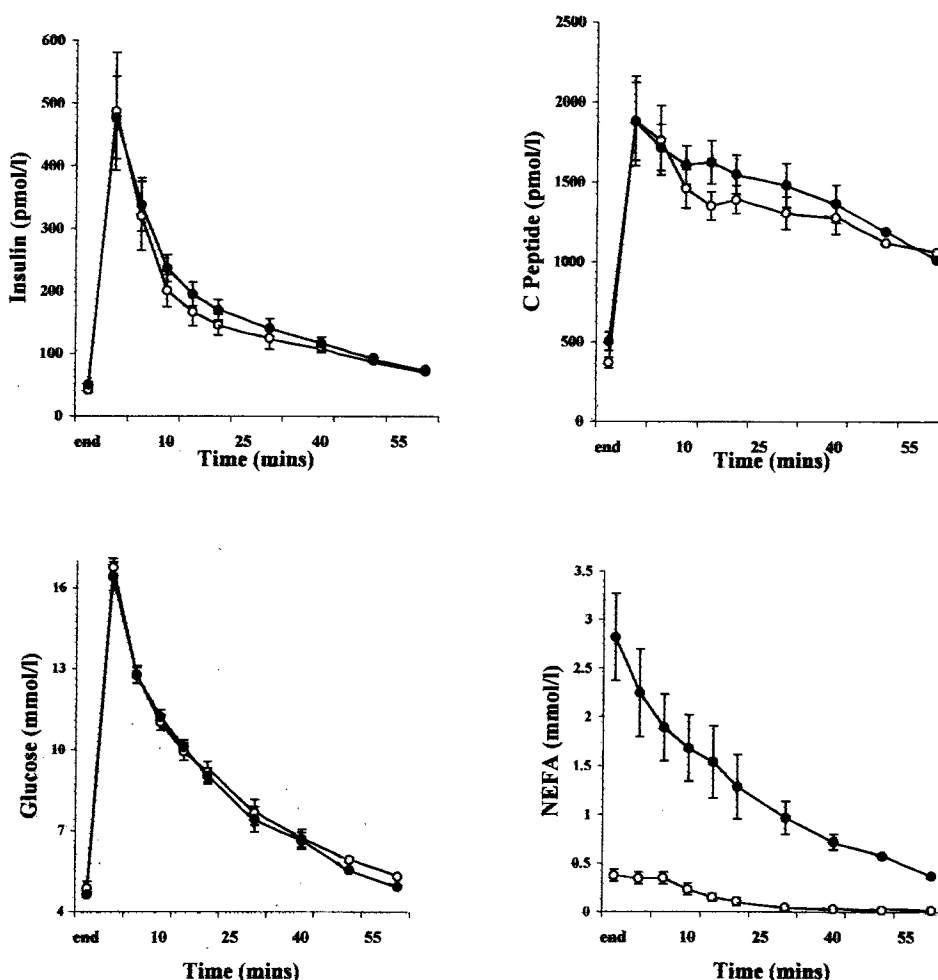 600
500
400
300
200
100
0
Insulin (pmol/l)
end 10 25 40 55
Time (mins)
2500
2000
1500
1000
500
0
C Peptide (pmol/l)
end 10 25 40 55
Time (mins)
16
13
10
7
4
Glucose (mmol/l)
end 10 25 40 55
Time (mins)
3.5
3
2.5
2
1.5
1
0.5
0
NEFA (mmol/l)
end 10 25 40 55
Time (mins)